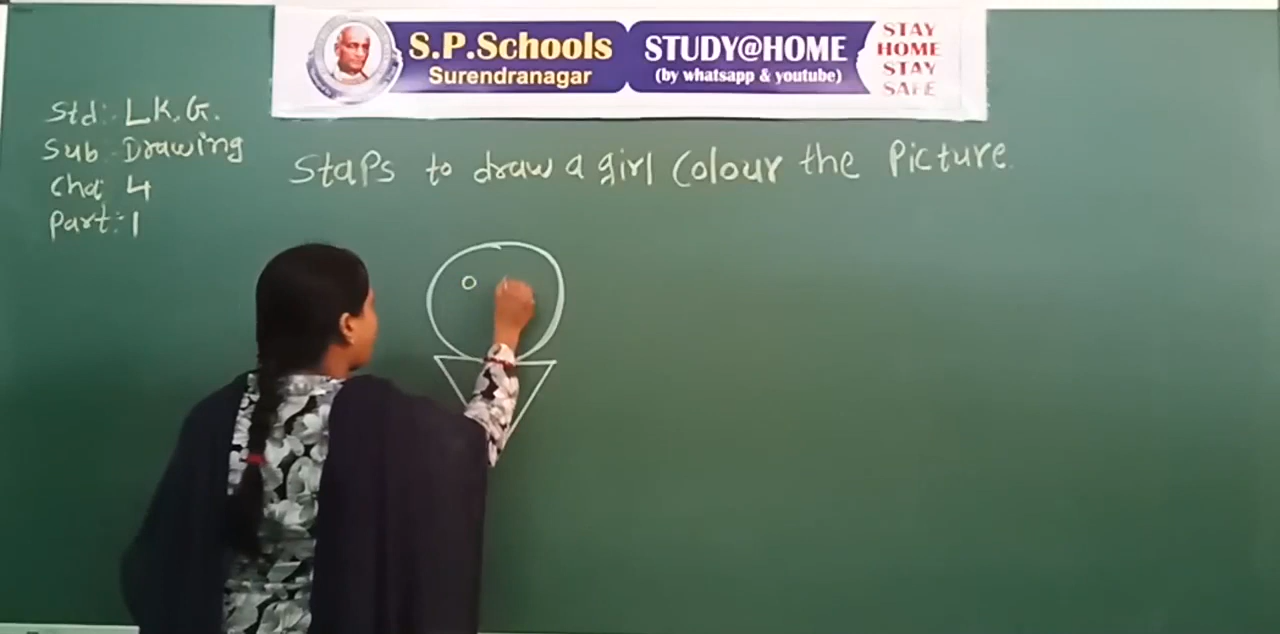 S.P.Schools
Surendranagar
STUDY@HOME
(by whatsapp & youtube)
STAY
HOME
STAY
SAFE
Std: L.K.G.
Sub Drawing
Cha: 4
Part:-1
Staps to draw a girl Colour the Picture.